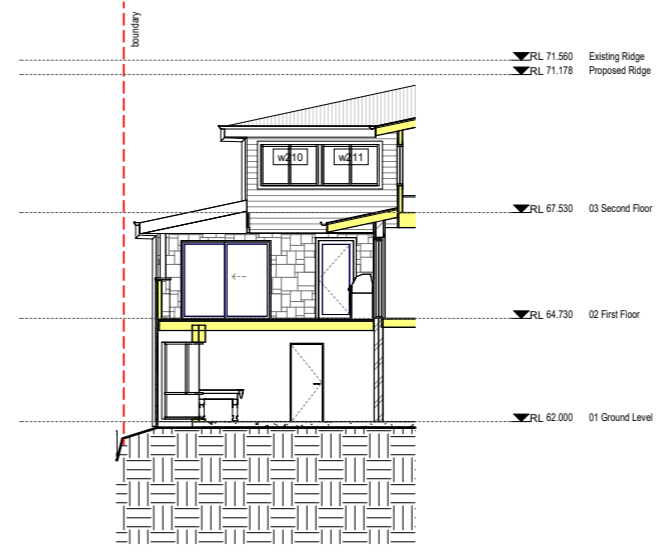 boundary
RL 71.560 Existing Ridge
RL 71.178 Proposed Ridge
w210 w211
RL 67.530 03 Second Floor
RL 64.730 02 First Floor
RL 62.000 01 Ground Level